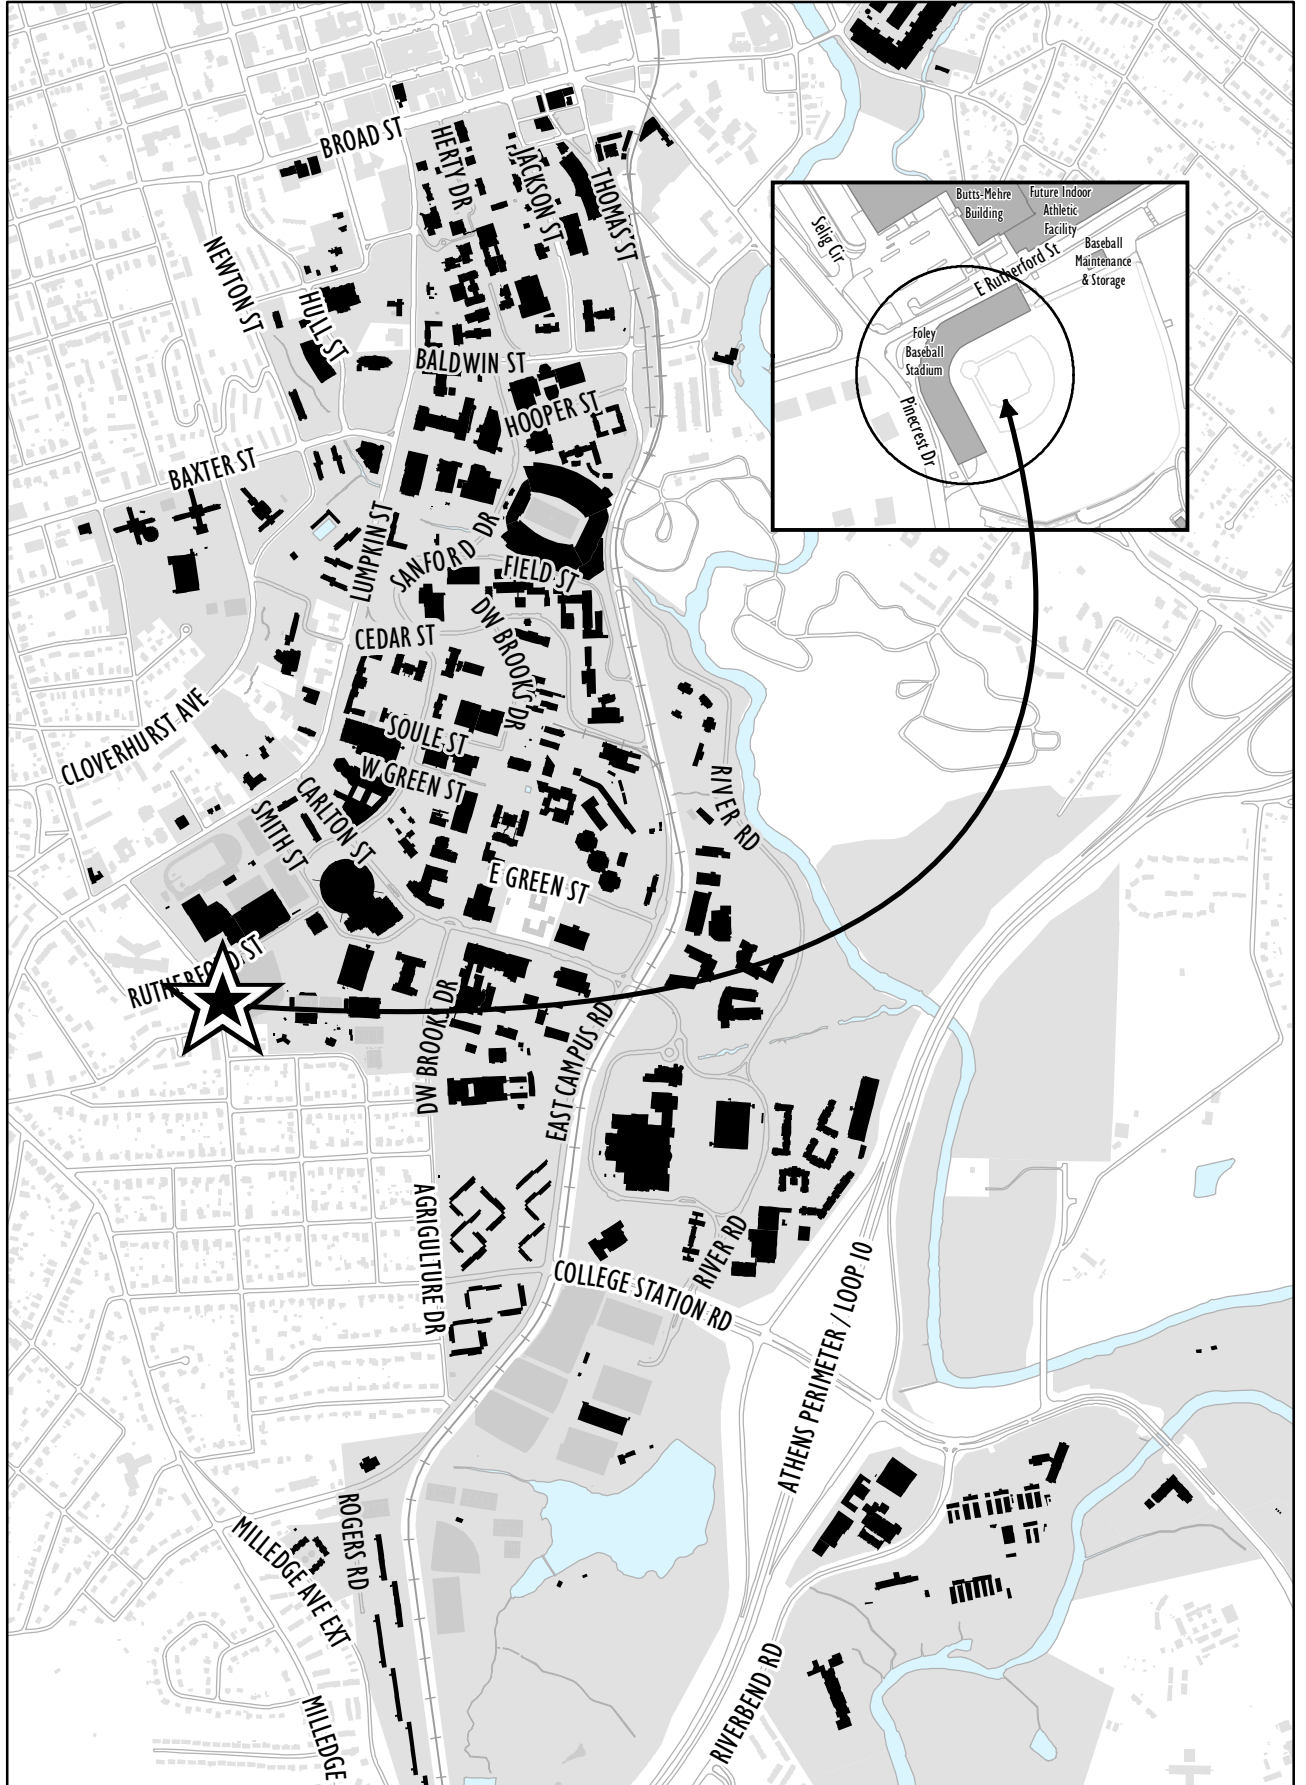 BROAD ST
HERTY DR
JACKSON ST
THOMAS ST
NEWTON ST
HULL ST
BALDWIN ST
HOOPER ST
BAXTER ST
LUMPKIN ST
SANFORD DR
FIELD ST
CEDAR ST
DW BROOKS DR
CLOVERHURST AVE
SOULE ST
W GREEN ST
CARLTON ST
SMITH ST
E GREEN ST
RIVER RD
RUTHERFORD ST
DW BROOKS DR
EAST CAMPUS RD
AGRIGULTURE DR
RIVER RD
COLLEGE STATION RD
ATHENS PERIMETER / LOOP 10
ROGERS RD
MILLEDGE AVE EXT
MILLEDGE
RIVERBEND RD
Selig Cir
Butts-Mehre
Building
Future Indoor
Athletic
Facility
E Rutherford St
Baseball
Maintenance
& Storage
Foley
Baseball
Stadium
Pinecrest Dr